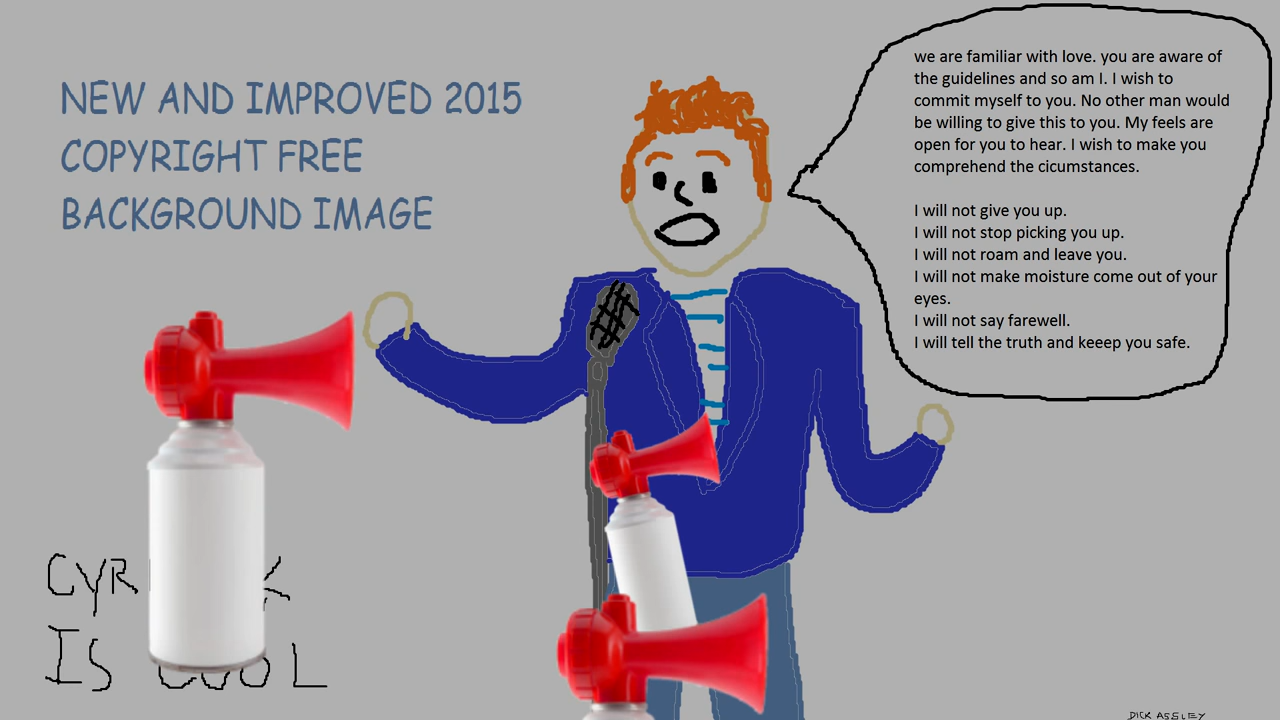 NEW AND IMPROVED 2015
COPYRIGHT FREE
BACKGROUND IMAGE
we are familiar with love. you are aware of
the guidelines and so am I. I wish to
commit myself to you. No other man would
be willing to give this to you. My feels are
open for you to hear. I wish to make you
comprehend the cicumstances.
I will not give you up.
I will not stop picking you up.
I will not roam and leave you.
I will not make moisture come out of your
eyes.
I will not say farewell.
I will tell the truth and keeep you safe.
IS COOL
DICK ASSLEY